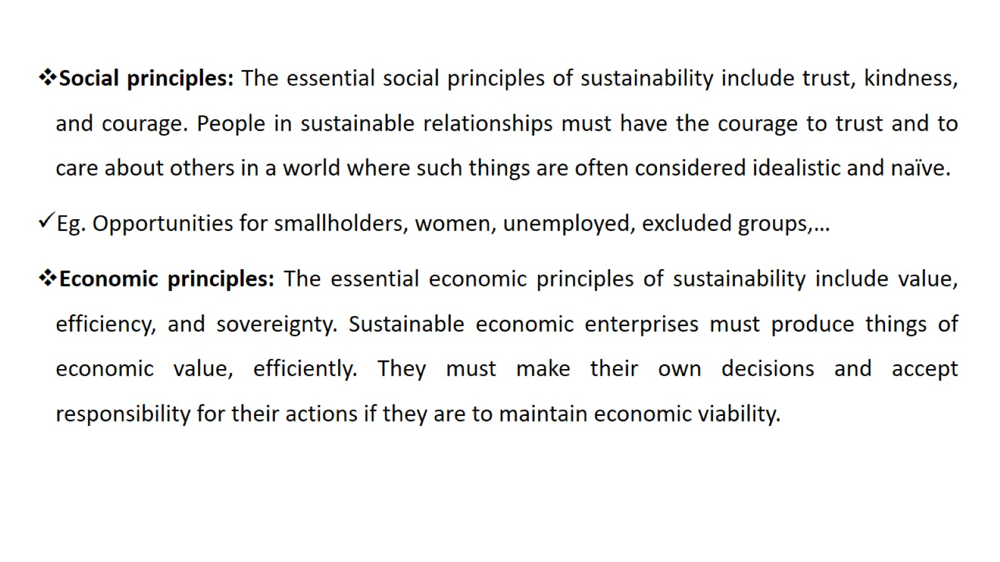 ❖Social principles: The essential social principles of sustainability include trust, kindness,
and courage. People in sustainable relationships must have the courage to trust and to
care about others in a world where such things are often considered idealistic and naïve.
✓Eg. Opportunities for smallholders, women, unemployed, excluded groups,...
❖Economic principles: The essential economic principles of sustainability include value,
efficiency, and sovereignty. Sustainable economic enterprises must produce things of
economic value, efficiently. They must make their own decisions and accept
responsibility for their actions if they are to maintain economic viability.